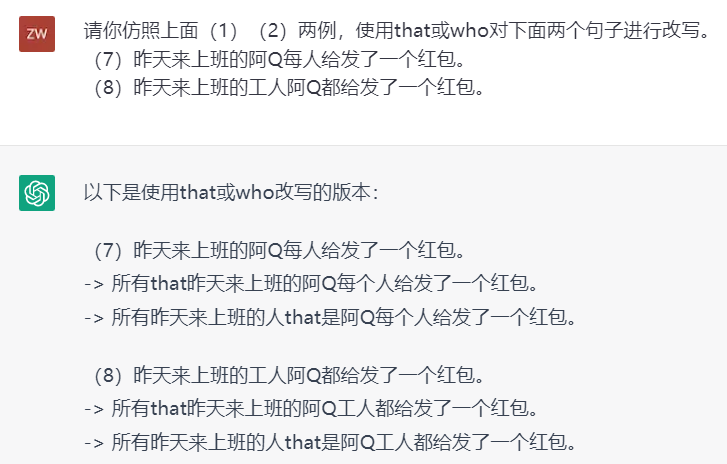 ZW
请你仿照上面（1）（2）两例，使用that或who对下面两个句子进行改写。
（7）昨天来上班的阿Q每人给发了一个红包。
（8）昨天来上班的工人阿Q都给发了一个红包。
以下是使用that或who改写的版本：
（7）昨天来上班的阿Q每人给发了一个红包。
-> 所有that昨天来上班的阿Q每个人给发了一个红包。
-> 所有昨天来上班的人that是阿Q每个人给发了一个红包。
（8）昨天来上班的工人阿Q都给发了一个红包。
-> 所有that昨天来上班的阿Q工人都给发了一个红包。
-> 所有昨天来上班的人that是阿Q工人都给发了一个红包。